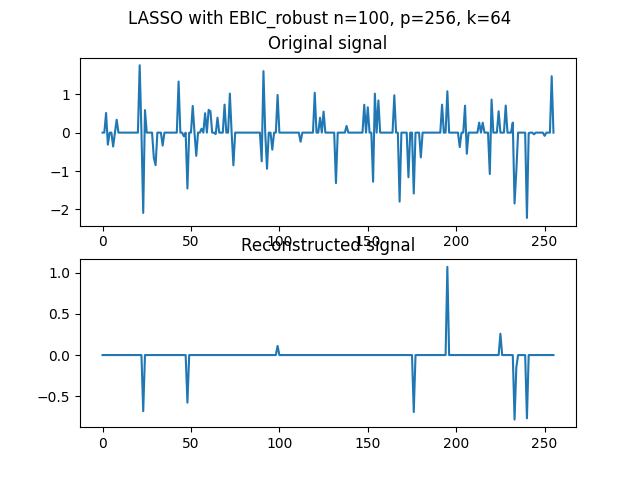 LASSO with EBIC_robust n=100, p=256, k=64
Original signal
1
0
−1
−2
0 50 100 150 200 250
Reconstructed signal
1.0
0.5
0.0
−0.5
0 50 100 150 200 250